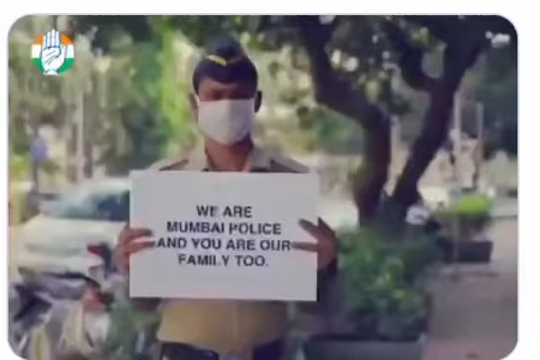 WE ARE
MUMBAI POLICE
AND YOU ARE OUR
FAMILY TOO.